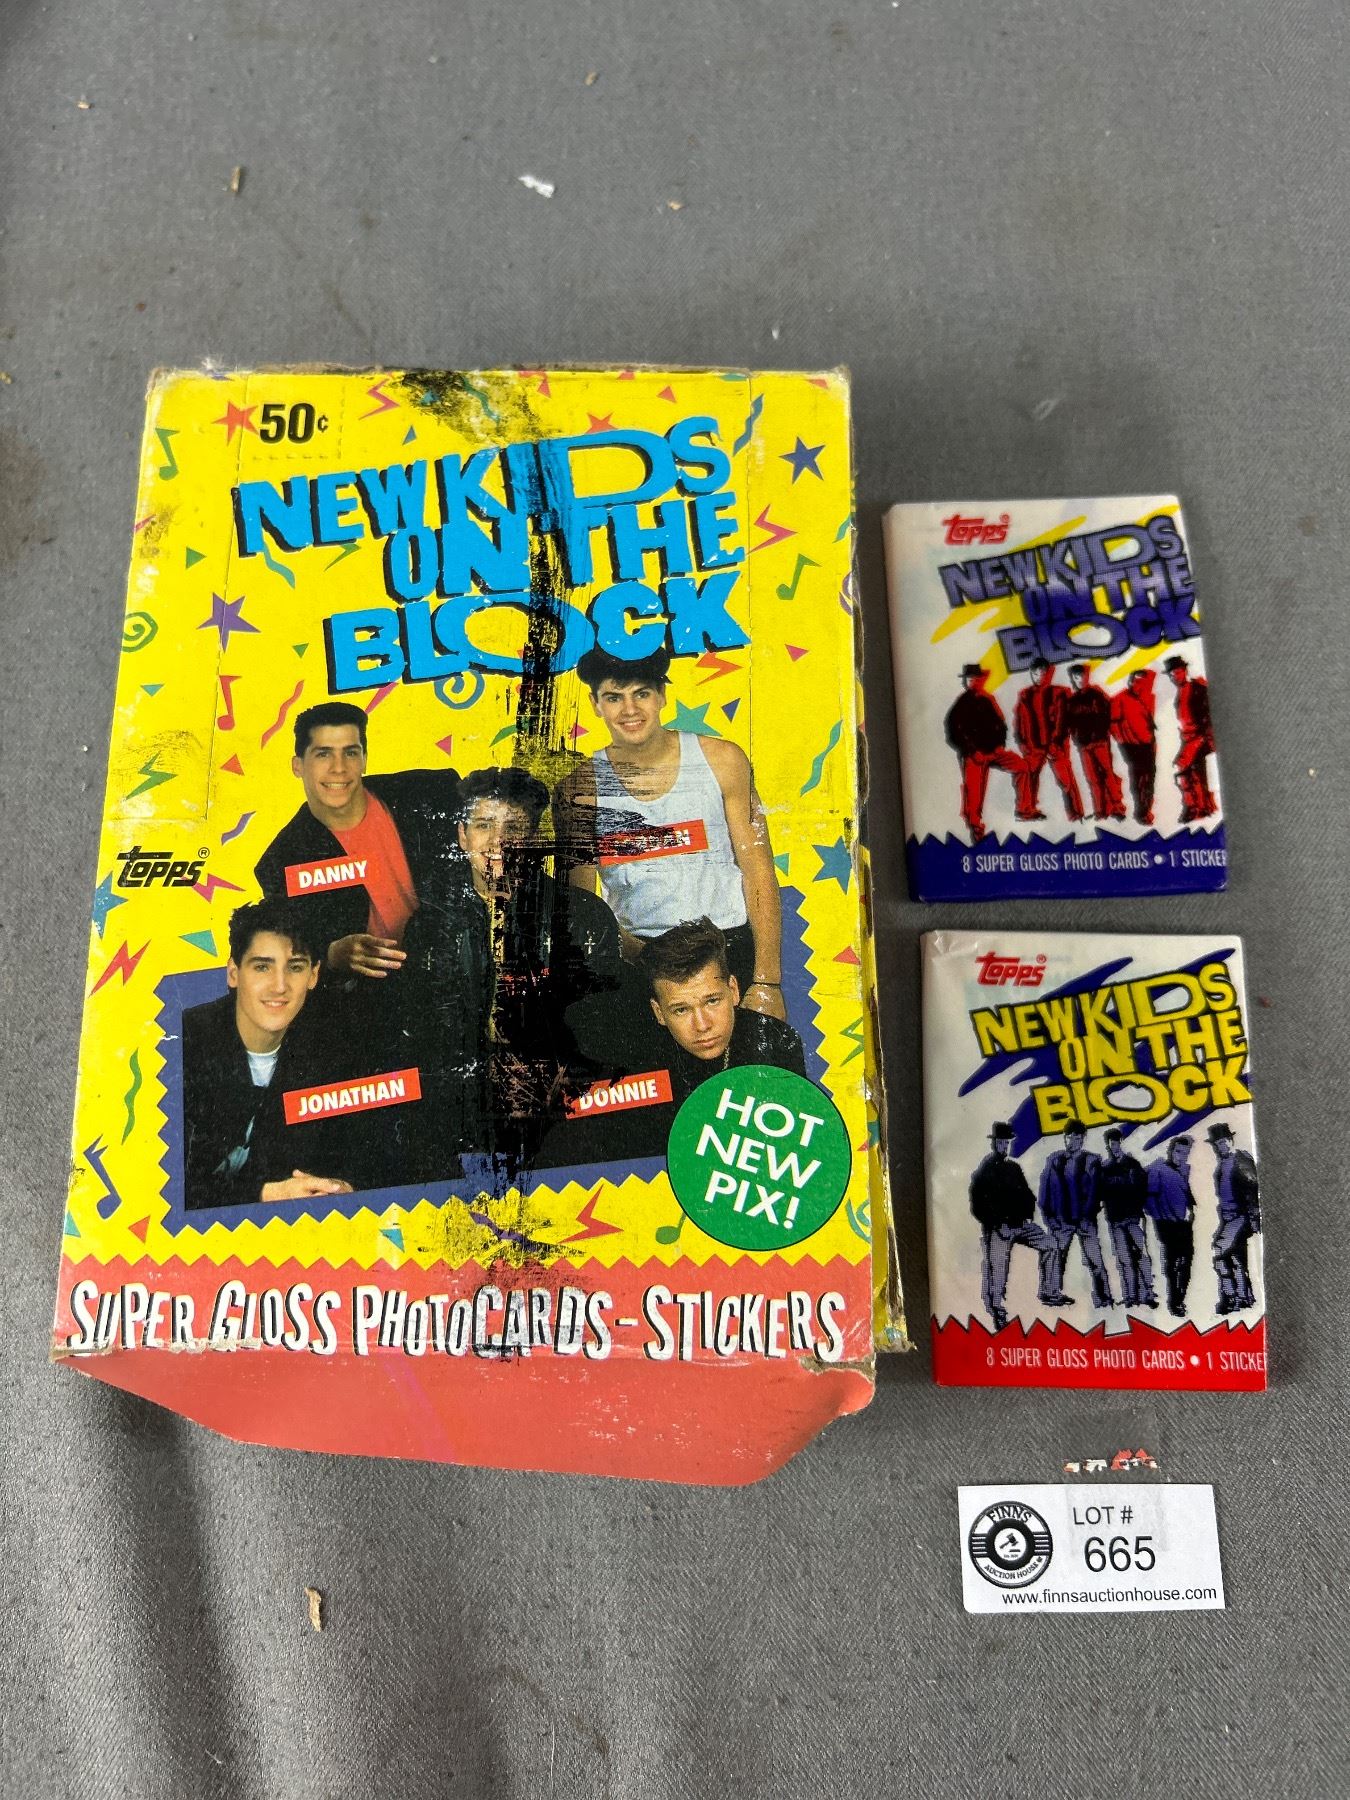 50¢
NEW KIDS
ON THE
BLOCK
DANNY
JONATHAN
DONNIE
topps®
HOT
NEW
PIX!
SUPER GLOSS PHOTOCARDS-STICKERS
topps®
NEW KIDS
ON THE
BLOCK
8 SUPER GLOSS PHOTO CARDS • 1 STICKE
topps®
NEW KIDS
ON THE
BLOCK
8 SUPER GLOSS PHOTO CARDS • 1 STICKE
FINNS
AUCTION HOUSE
LOT #
665
www.finnsauctionhouse.com